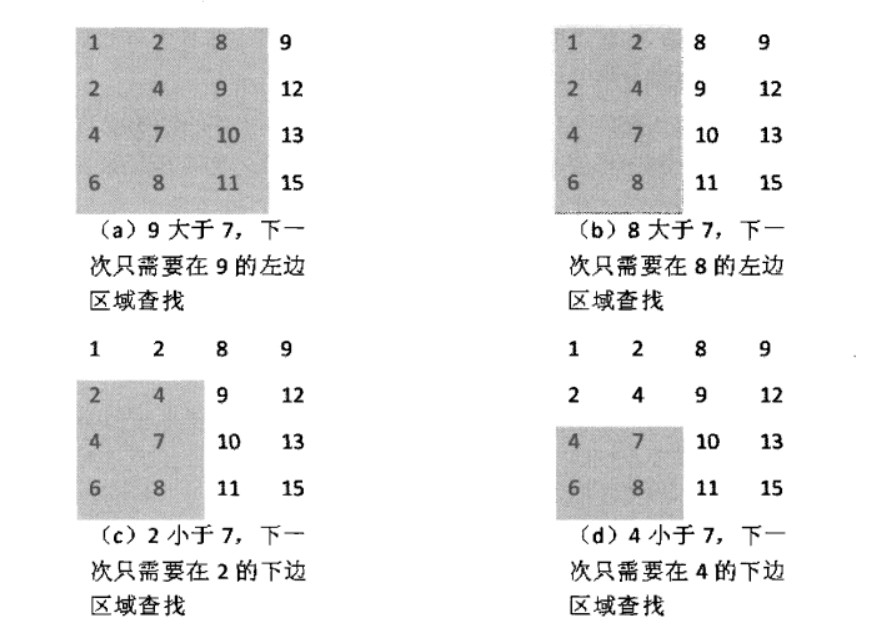 1 2 8 9
2 4 9 12
4 7 10 13
6 8 11 15
（a）9 大于 7，下一
次只需要在 9 的左边
区域查找
1 2 8 9
2 4 9 12
4 7 10 13
6 8 11 15
（b）8 大于 7，下一
次只需要在 8 的左边
区域查找
1 2 8 9
2 4 9 12
4 7 10 13
6 8 11 15
（c）2 小于 7，下一
次只需要在 2 的下边
区域查找
1 2 8 9
2 4 9 12
4 7 10 13
6 8 11 15
（d）4 小于 7，下一
次只需要在 4 的下边
区域查找